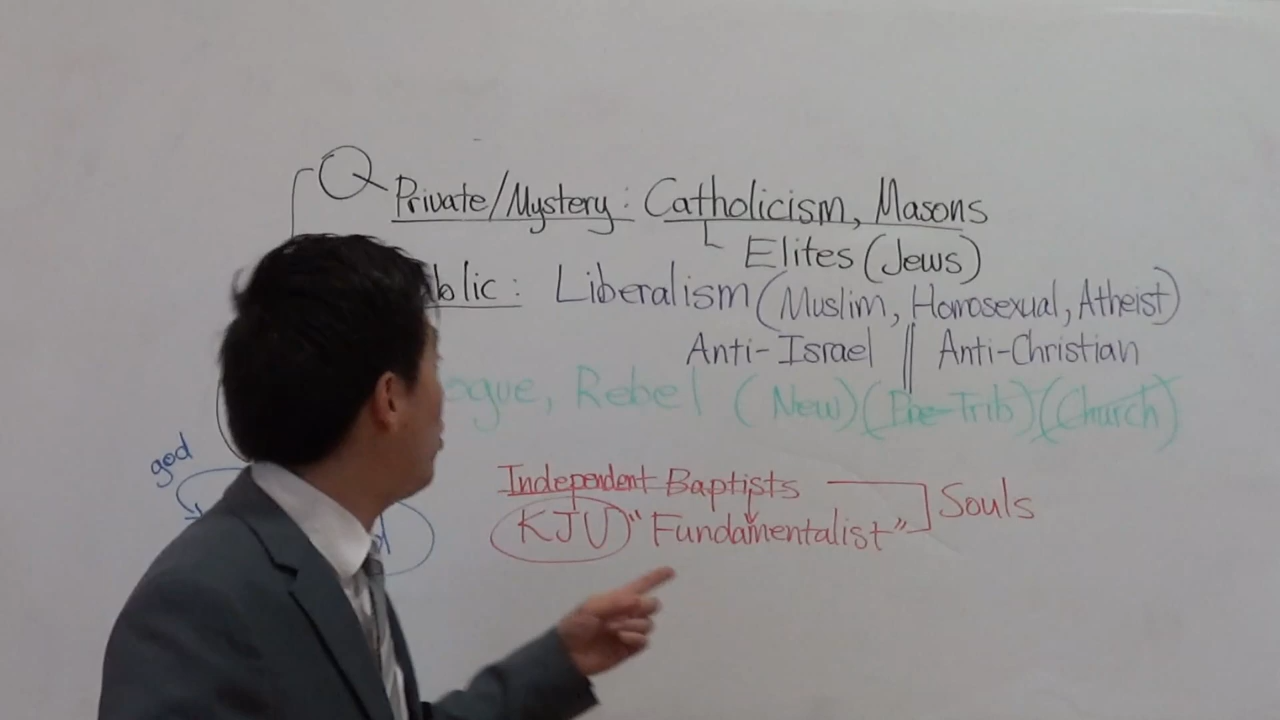 Private/Mystery: Catholicism, Masons
Elites (Jews)
blic: Liberalism (Muslim, Homosexual, Atheist)
Anti-Israel || Anti-Christian
ogue, Rebel (New) (Pre-Trib) (Church)
god
Independent Baptists
Souls
KJV "Fundamentalist"